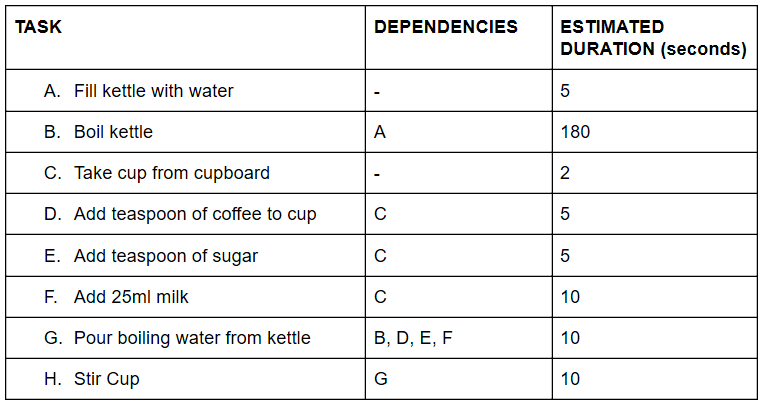 TASK DEPENDENCIES ESTIMATED
DURATION (seconds)
A. Fill kettle with water - 5
B. Boil kettle A 180
C. Take cup from cupboard - 2
D. Add teaspoon of coffee to cup C 5
E. Add teaspoon of sugar C 5
F. Add 25ml milk C 10
G. Pour boiling water from kettle B, D, E, F 10
H. Stir Cup G 10